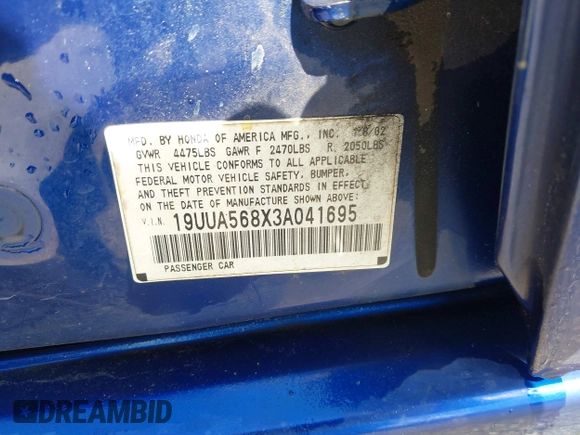 MFD. BY HONDA OF AMERICA MFG., INC.
GVWR 4475LBS GAWR F 2470LBS R. 2050LBS
THIS VEHICLE CONFORMS TO ALL APPLICABLE
FEDERAL MOTOR VEHICLE SAFETY, BUMPER,
AND THEFT PREVENTION STANDARDS IN EFFECT
ON THE DATE OF MANUFACTURE SHOWN ABOVE.
V.I.N. 19UUA568X3A041695
PASSENGER CAR
DREAMBID